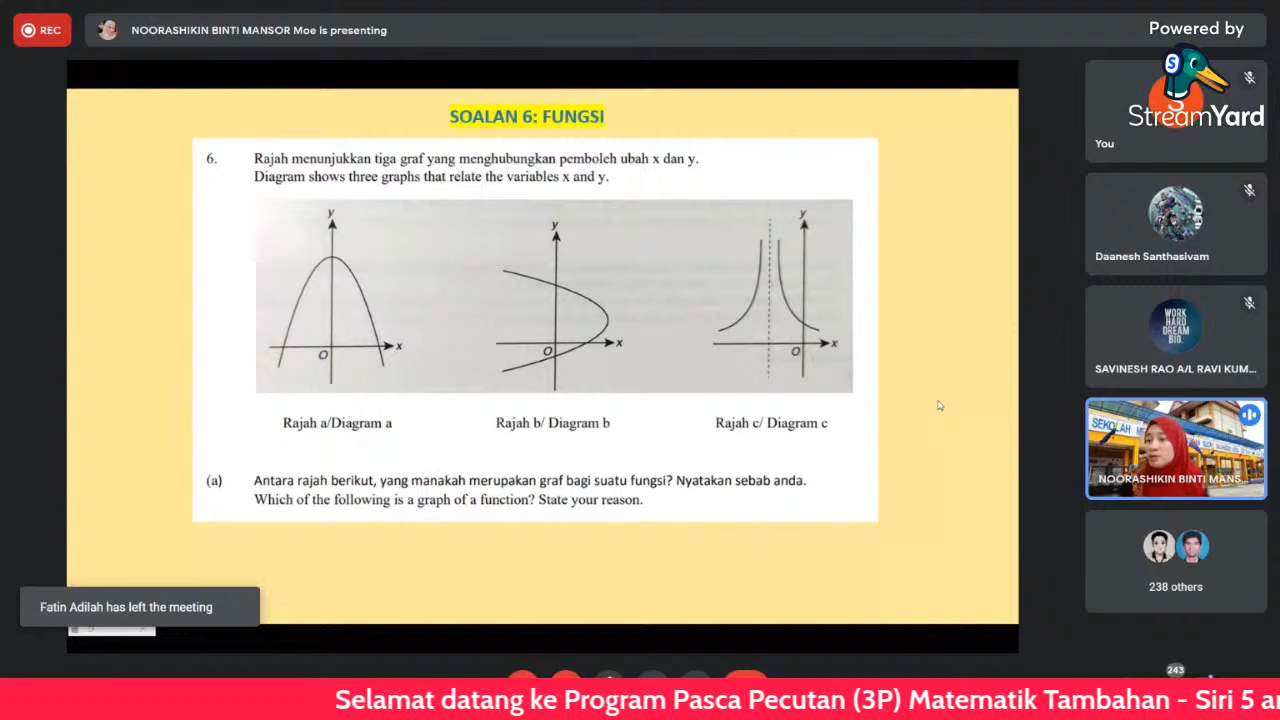 REC
NOORASHIKIN BINTI MANSOR Moe is presenting
Powered by
StreamYard
You
SOALAN 6: FUNGSI
6. Rajah menunjukkan tiga graf yang menghubungkan pemboleh ubah x dan y.
Diagram shows three graphs that relate the variables x and y.
y
y
y
O x
O x
O x
Rajah a/Diagram a
Rajah b/ Diagram b
Rajah c/ Diagram c
(a) Antara rajah berikut, yang manakah merupakan graf bagi suatu fungsi? Nyatakan sebab anda.
Which of the following is a graph of a function? State your reason.
Daanesh Santhasivam
WORK
HARD
DREAM
BIG.
SAVINESH RAO A/L RAVI KUM...
SEKOLAH
NOORASHIKIN BINTI MANS...
238 others
Fatin Adilah has left the meeting
243
Selamat datang ke Program Pasca Pecutan (3P) Matematik Tambahan - Siri 5 a